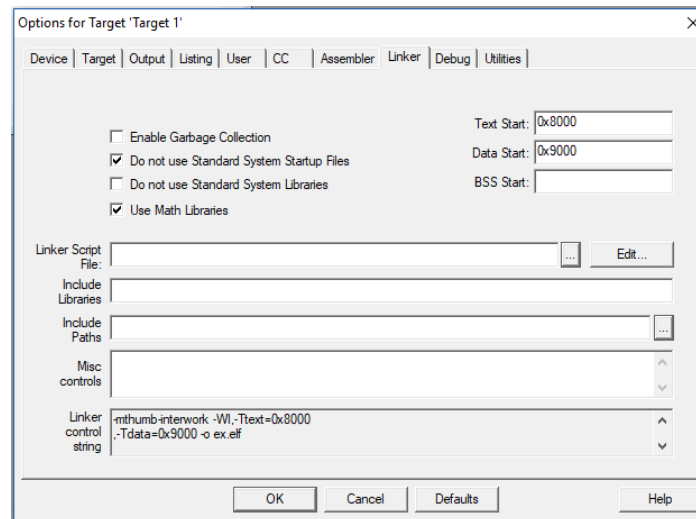 Options for Target 'Target 1'
Device Target Output Listing User CC Assembler Linker Debug Utilities
Enable Garbage Collection
Do not use Standard System Startup Files
Do not use Standard System Libraries
Use Math Libraries
Text Start: 0x8000
Data Start: 0x9000
BSS Start:
Linker Script
File:
... Edit...
Include
Libraries
Include
Paths
...
Misc
controls
Linker
control
string
-mthumb-interwork -Wl,-Ttext=0x8000
,-Tdata=0x9000 -o ex.elf
OK Cancel Defaults Help